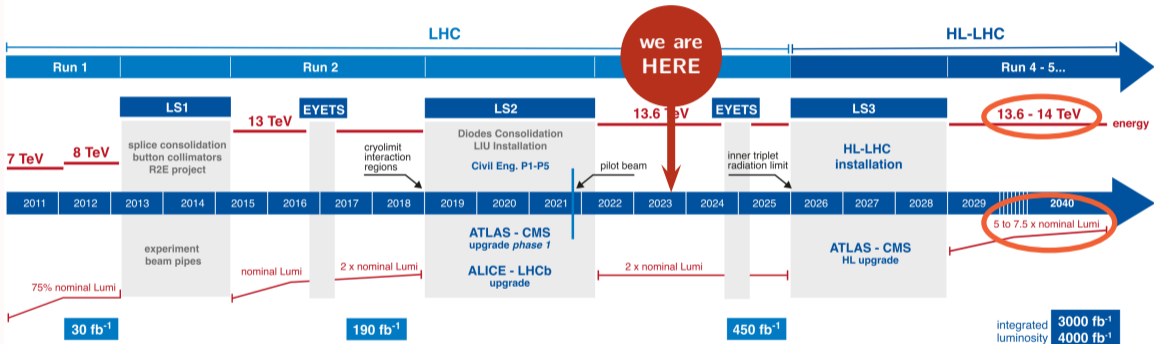 LHC
HL-LHC
we are
HERE
Run 1
Run 2
Run 4 - 5...
LS1
EYETS
LS2
EYETS
LS3
13 TeV
13.6 TeV
13.6 - 14 TeV
energy
7 TeV
8 TeV
splice consolidation
button collimators
R2E project
cryolimit
interaction
regions
Diodes Consolidation
LIU Installation
Civil Eng. P1-P5
pilot beam
inner triplet
radiation limit
HL-LHC
installation
2011 2012 2013 2014 2015 2016 2017 2018 2019 2020 2021 2022 2023 2024 2025 2026 2027 2028 2029 2040
5 to 7.5 x nominal Lumi
experiment
beam pipes
ATLAS - CMS
upgrade phase 1
ALICE - LHCb
upgrade
ATLAS - CMS
HL upgrade
75% nominal Lumi
nominal Lumi
2 x nominal Lumi
2 x nominal Lumi
30 fb⁻¹
190 fb⁻¹
450 fb⁻¹
integrated
luminosity
3000 fb⁻¹
4000 fb⁻¹